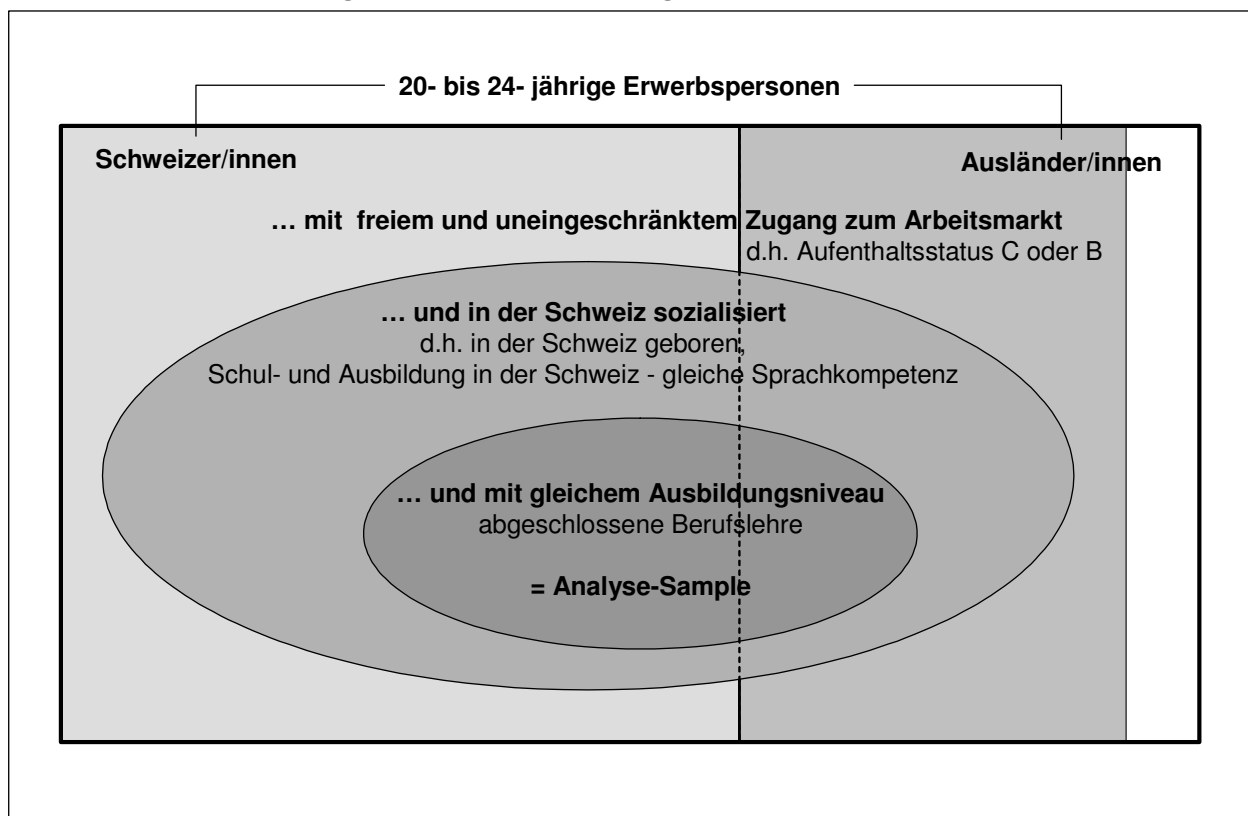 20- bis 24- jährige Erwerbspersonen
Schweizer/innen
Ausländer/innen
… mit freiem und uneingeschränktem Zugang zum Arbeitsmarkt
d.h. Aufenthaltsstatus C oder B
… und in der Schweiz sozialisiert
d.h. in der Schweiz geboren,
Schul- und Ausbildung in der Schweiz - gleiche Sprachkompetenz
… und mit gleichem Ausbildungsniveau
abgeschlossene Berufslehre
= Analyse-Sample